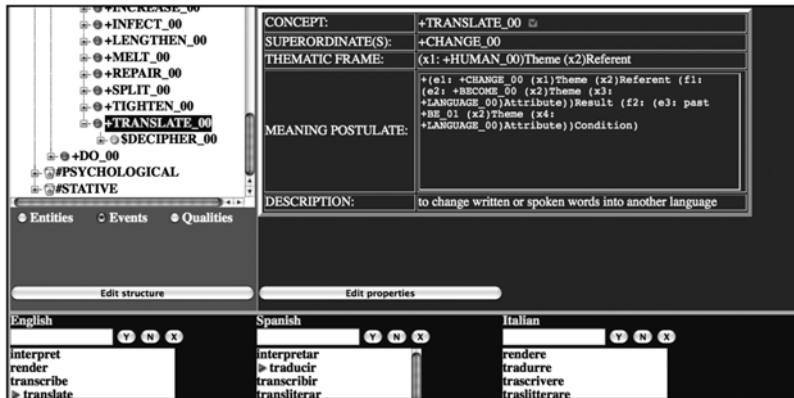 +INCREASE_00
+INFECT_00
+LENGTHEN_00
+MELT_00
+REPAIR_00
+SPLIT_00
+TIGHTEN_00
+TRANSLATE_00
$DECIPHER_00
+DO_00
#PSYCHOLOGICAL
#STATIVE
Entities Events Qualities
Edit structure
CONCEPT: +TRANSLATE_00
SUPERORDINATE(S): +CHANGE_00
THEMATIC FRAME: (x1: +HUMAN_00)Theme (x2)Referent
MEANING POSTULATE:
+(e1: +CHANGE_00 (x1)Theme (x2)Referent (f1:
(e2: +BECOME_00 (x2)Theme (x3:
+LANGUAGE_00)Attribute))Result (f2: (e3: past
+BE_01 (x2)Theme (x4:
+LANGUAGE_00)Attribute))Condition)
DESCRIPTION: to change written or spoken words into another language
Edit properties
English
Y N X
interpret
render
transcribe
translate
Spanish
Y N X
interpretar
traducir
transcribir
transliterar
Italian
Y N X
rendere
tradurre
trascrivere
traslitterare